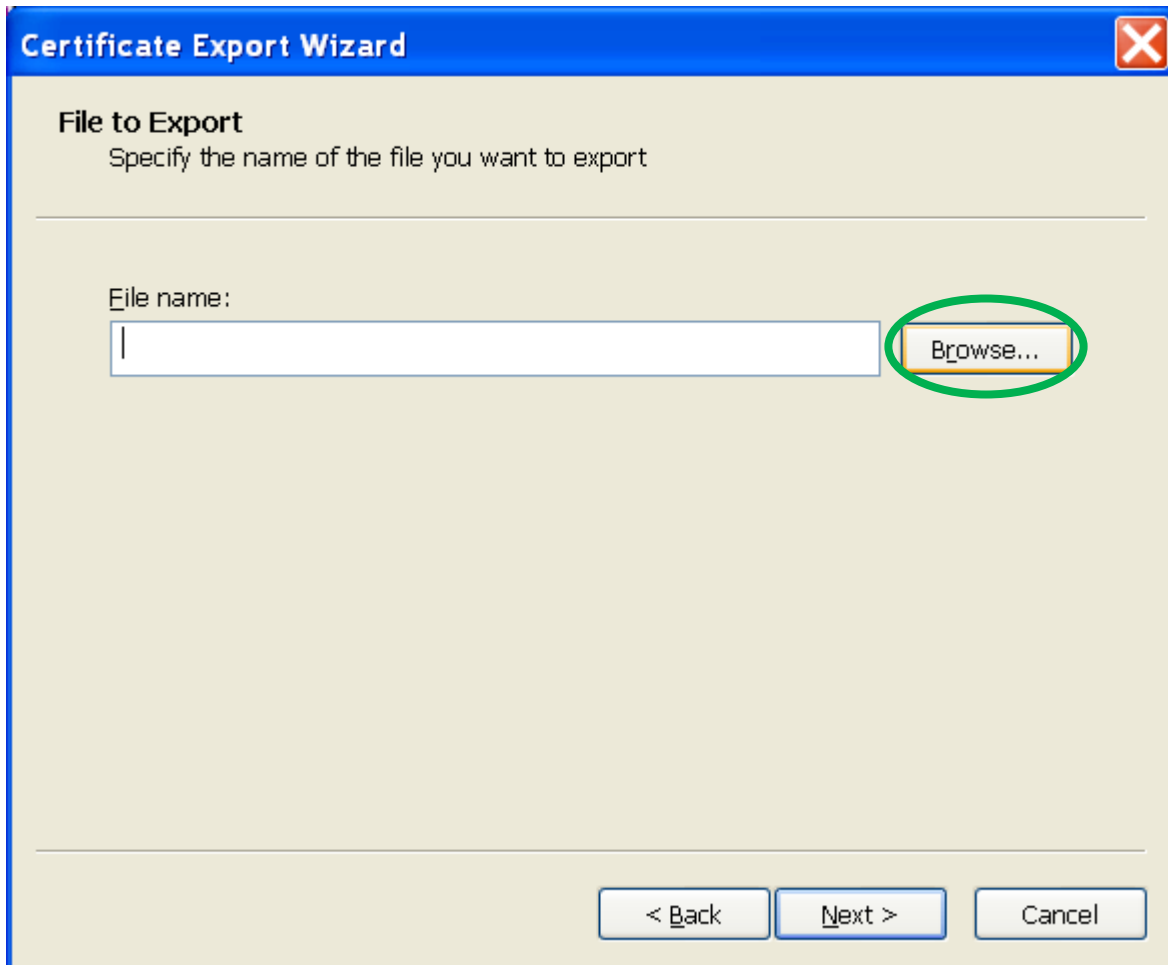 Certificate Export Wizard
File to Export
Specify the name of the file you want to export
File name:
Browse...
< Back
Next >
Cancel